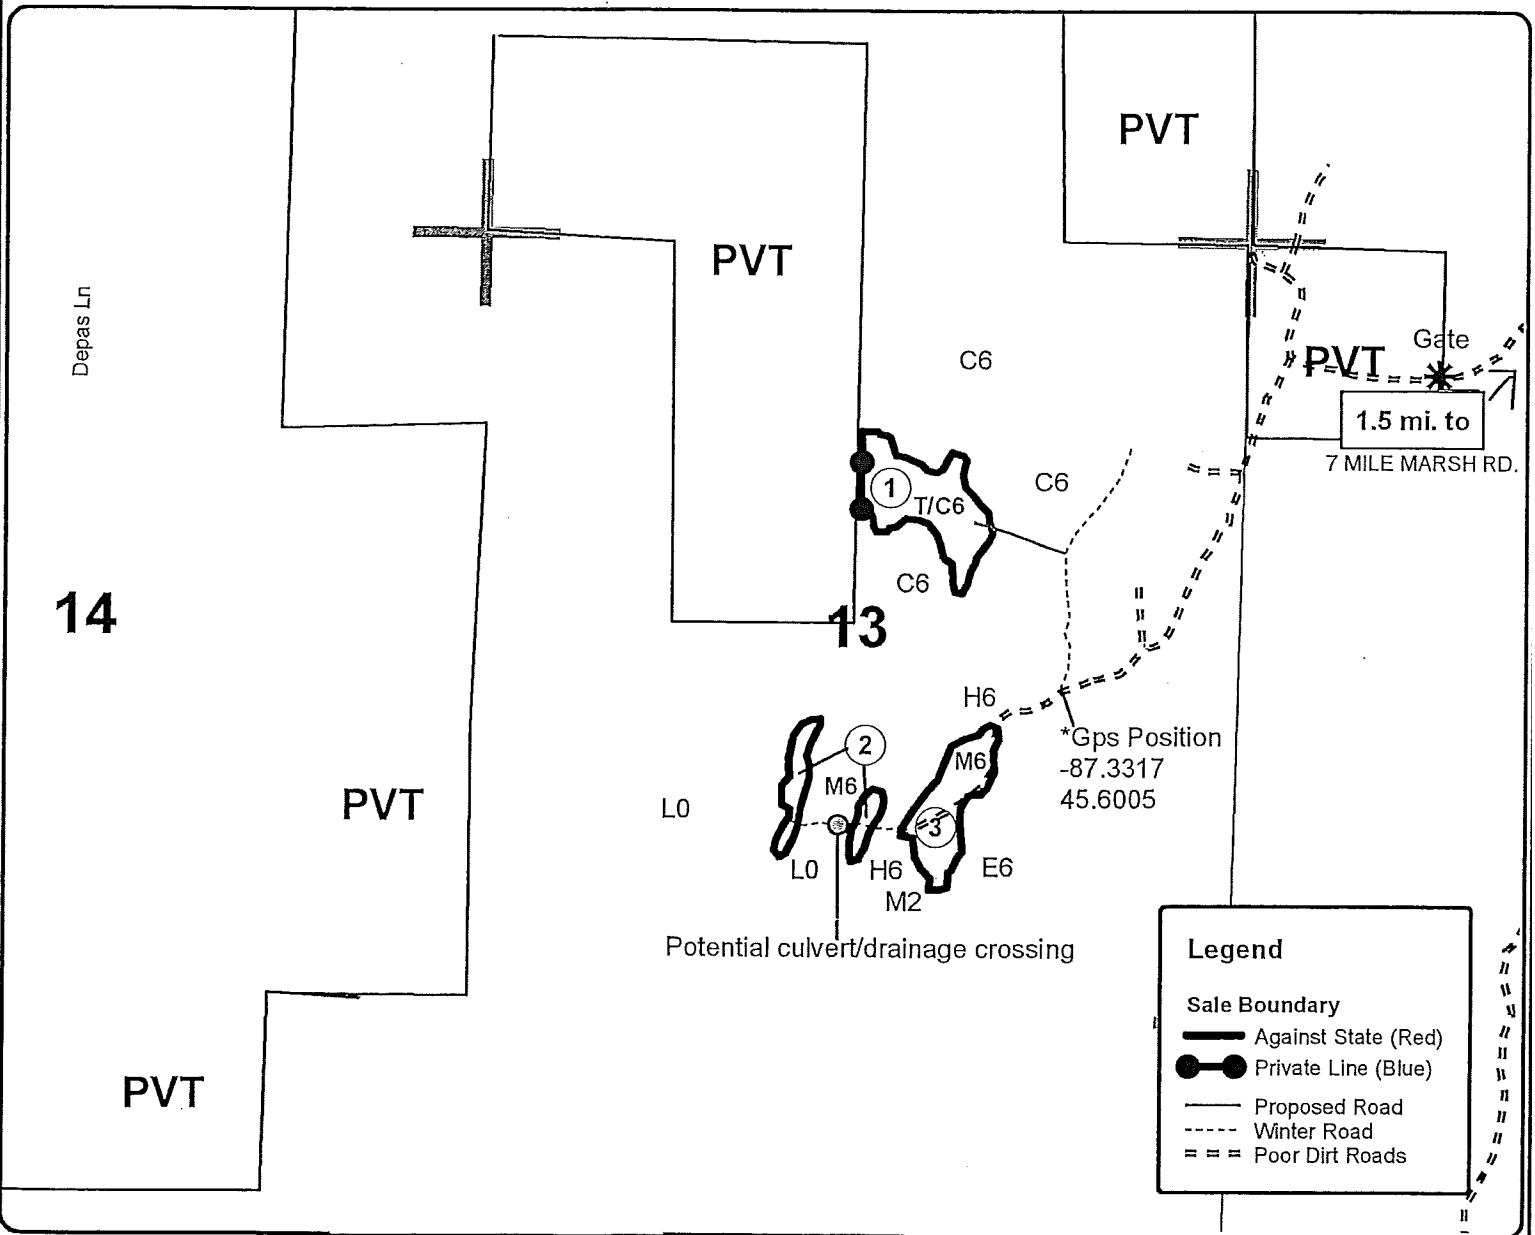 PVT
PVT
Depas Ln
Gate
PVT
C6
1.5 mi. to
7 MILE MARSH RD.
C6
1
T/C6
C6
14
13
H6
2
*Gps Position
-87.3317
45.6005
M6
M6
PVT
L0
3
L0
H6
E6
M2
Potential culvert/drainage crossing
Legend
Sale Boundary
Against State (Red)
Private Line (Blue)
Proposed Road
Winter Road
Poor Dirt Roads
PVT